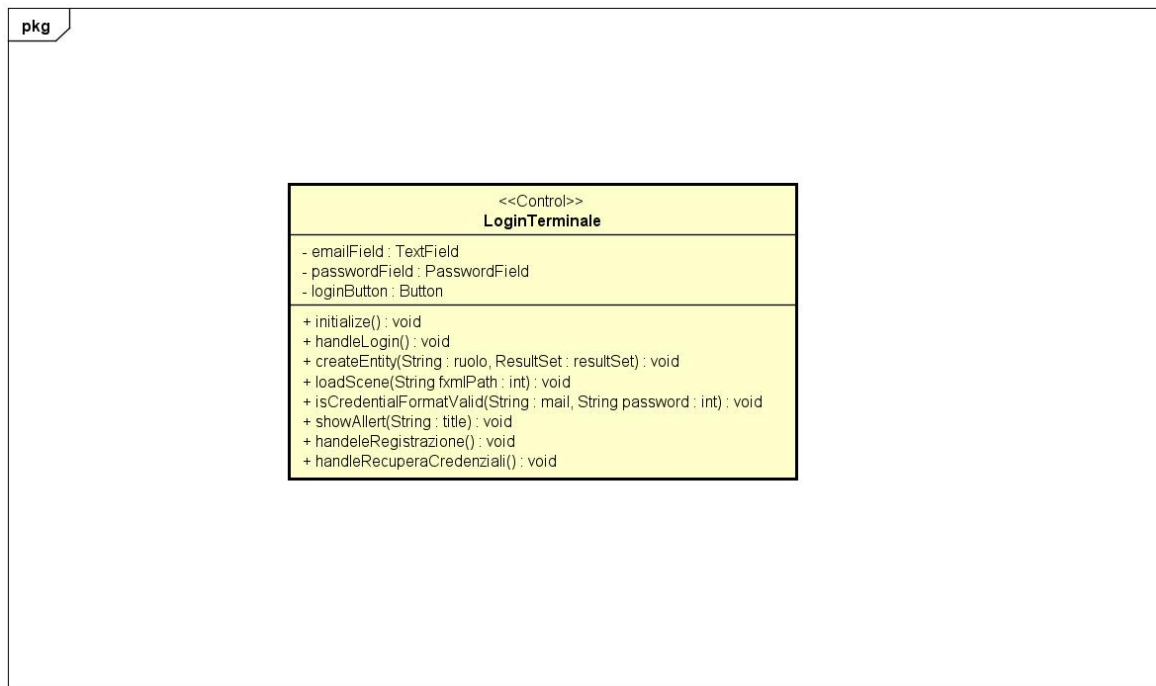 pkg
<<Control>>
LoginTerminale
- emailField : TextField
- passwordField : PasswordField
- loginButton : Button
+ initialize() : void
+ handleLogin() : void
+ createEntity(String : ruolo, ResultSet : resultSet) : void
+ loadScene(String fxmlPath : int) : void
+ isCredentialFormatValid(String : mail, String password : int) : void
+ showAllert(String : title) : void
+ handeleRegistrazione() : void
+ handleRecuperaCredenziali() : void